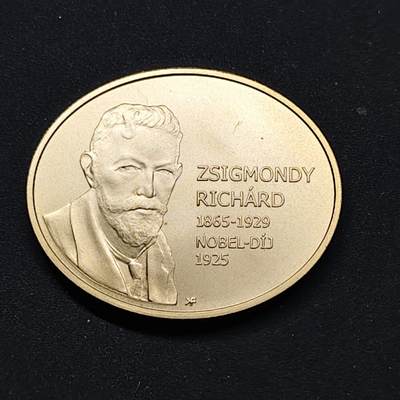 ZSIGMONDY
RICHÁRD
1865-1929
NOBEL-DÍJ
1925